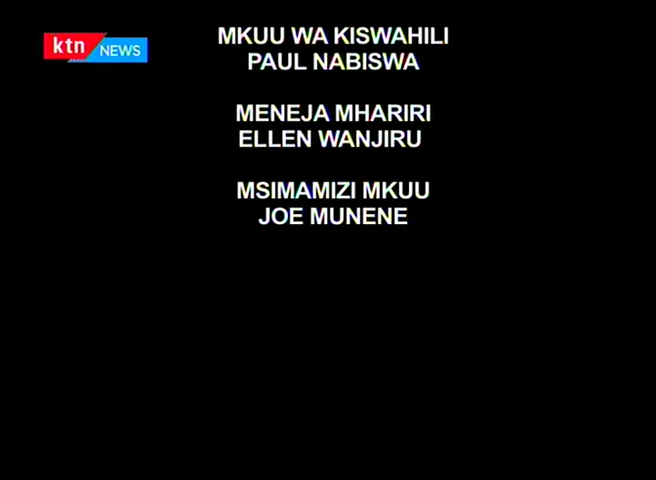 ktn NEWS
MKUU WA KISWAHILI
PAUL NABISWA
MENEJA MHARIRI
ELLEN WANJIRU
MSIMAMIZI MKUU
JOE MUNENE